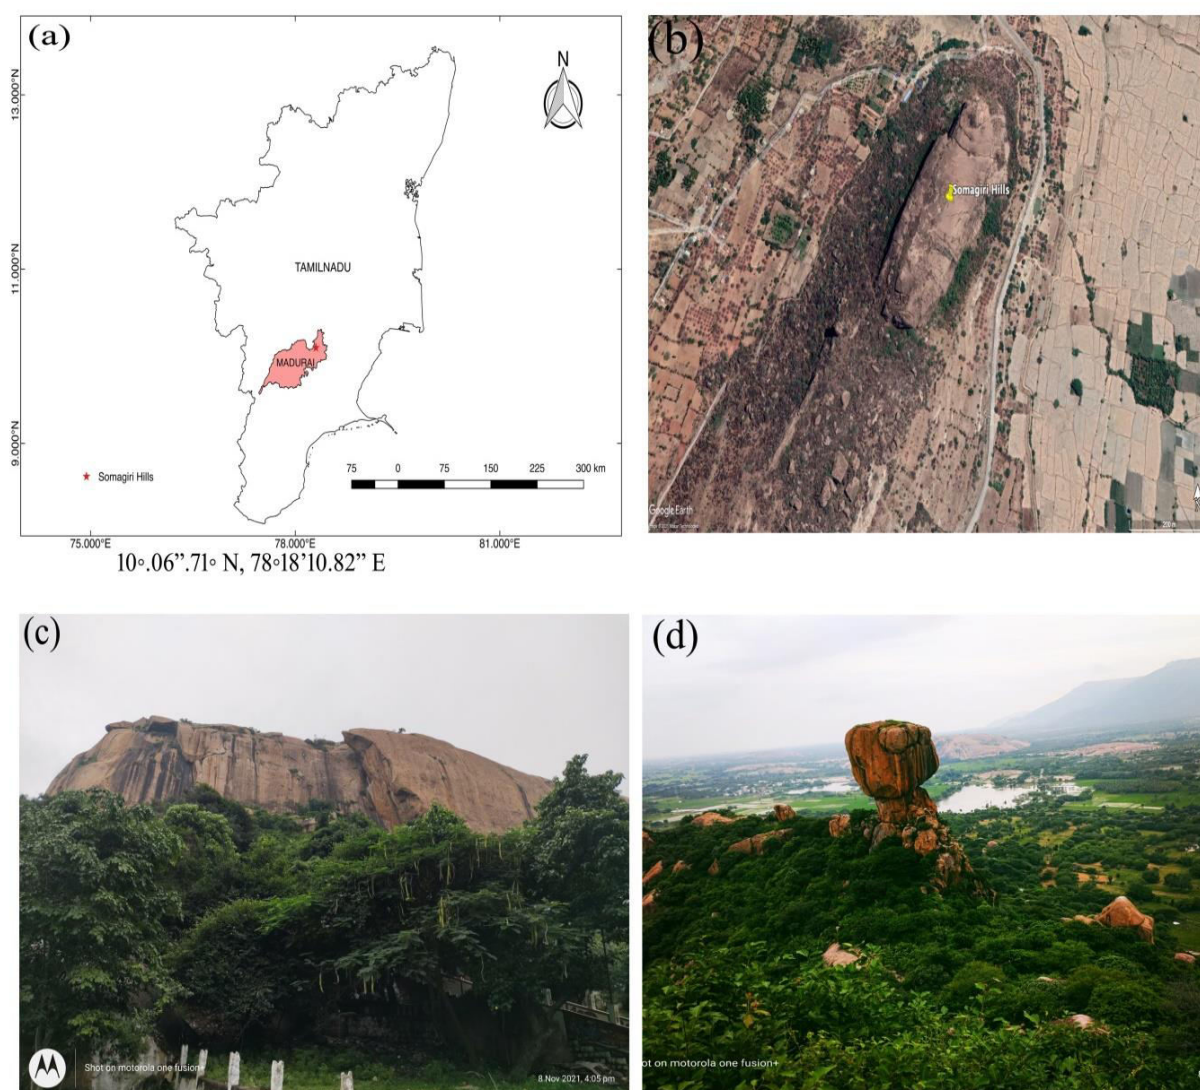 (a)
N
13.000°N
11.000°N
9.000°N
TAMILNADU
MADURAI
Somagiri Hills
75 0 75 150 225 300 km
75.000°E 78.000°E 81.000°E
10°.06”.71° N, 78°18’10.82” E
(b)
Somagiri Hills
Google Earth
200 m
(c)
Shot on motorola one fusion+
8 Nov 2021, 4:05 pm
(d)
ot on motorola one fusion+